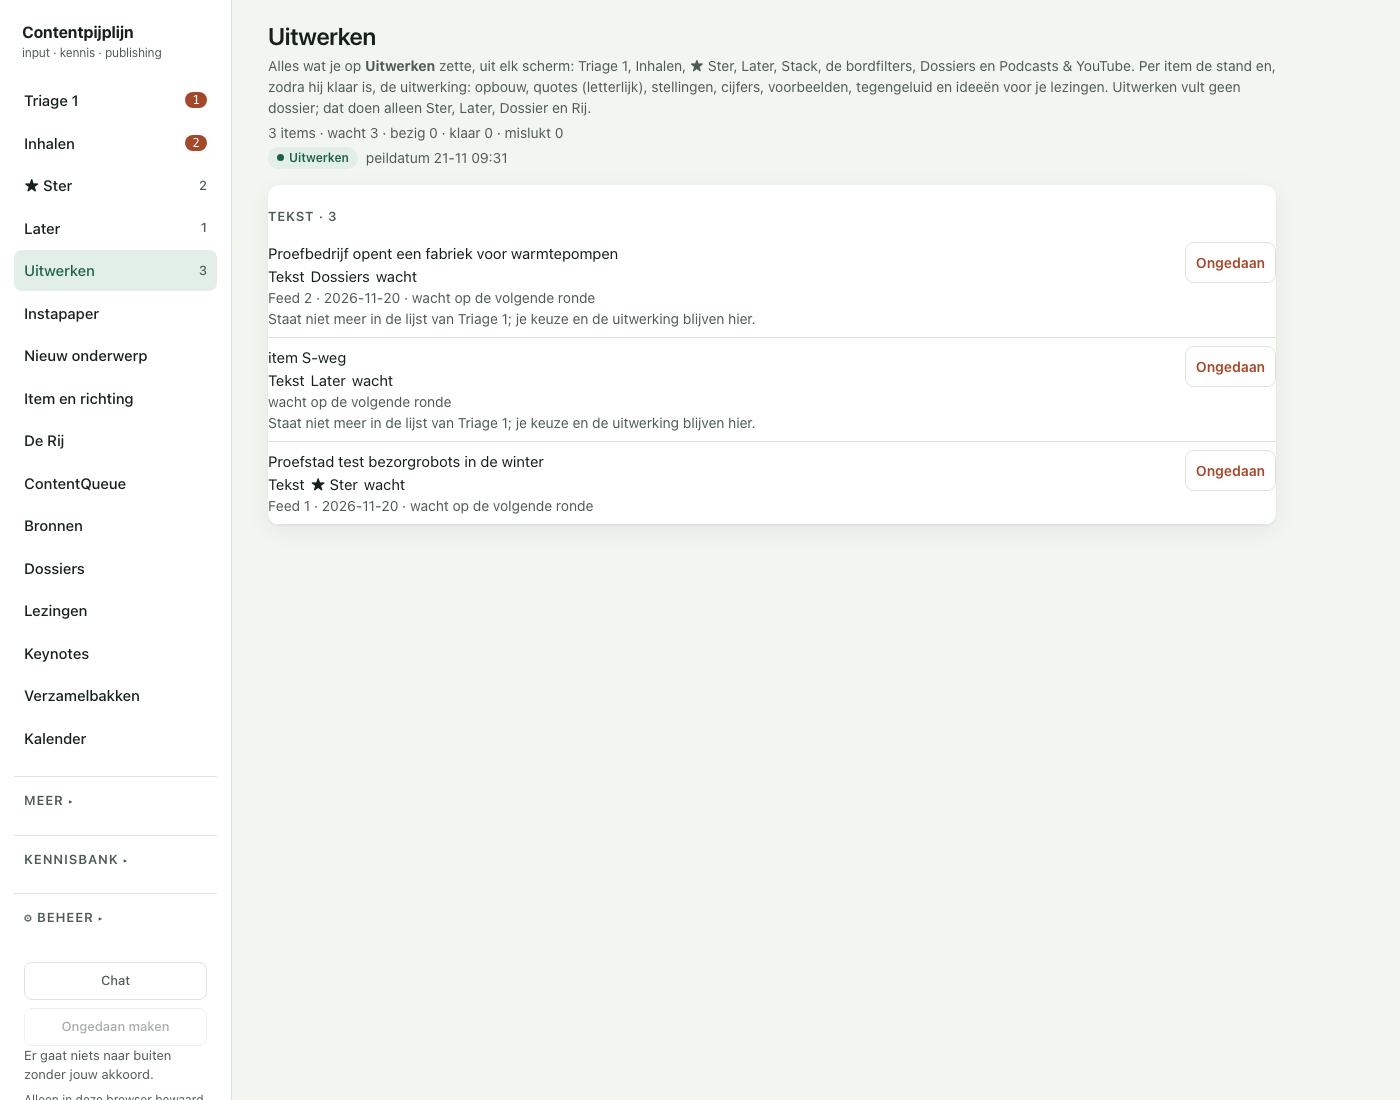 Contentpijplijn
input · kennis · publishing
Triage 1 1
Inhalen 2
★ Ster 2
Later 1
Uitwerken 3
Instapaper
Nieuw onderwerp
Item en richting
De Rij
ContentQueue
Bronnen
Dossiers
Lezingen
Keynotes
Verzamelbakken
Kalender
MEER ▸
KENNISBANK ▸
⚙ BEHEER ▸
Chat
Ongedaan maken
Er gaat niets naar buiten
zonder jouw akkoord.
Alleen in deze browser bewaard
Uitwerken
Alles wat je op Uitwerken zette, uit elk scherm: Triage 1, Inhalen, ★ Ster, Later, Stack, de bordfilters, Dossiers en Podcasts & YouTube. Per item de stand en,
zodra hij klaar is, de uitwerking: opbouw, quotes (letterlijk), stellingen, cijfers, voorbeelden, tegengeluid en ideeën voor je lezingen. Uitwerken vult geen
dossier; dat doen alleen Ster, Later, Dossier en Rij.
3 items · wacht 3 · bezig 0 · klaar 0 · mislukt 0
● Uitwerken peildatum 21-11 09:31
TEKST · 3
Proefbedrijf opent een fabriek voor warmtepompen
Tekst Dossiers wacht
Feed 2 · 2026-11-20 · wacht op de volgende ronde
Staat niet meer in de lijst van Triage 1; je keuze en de uitwerking blijven hier.
Ongedaan
item S-weg
Tekst Later wacht
wacht op de volgende ronde
Staat niet meer in de lijst van Triage 1; je keuze en de uitwerking blijven hier.
Ongedaan
Proefstad test bezorgrobots in de winter
Tekst ★ Ster wacht
Feed 1 · 2026-11-20 · wacht op de volgende ronde
Ongedaan